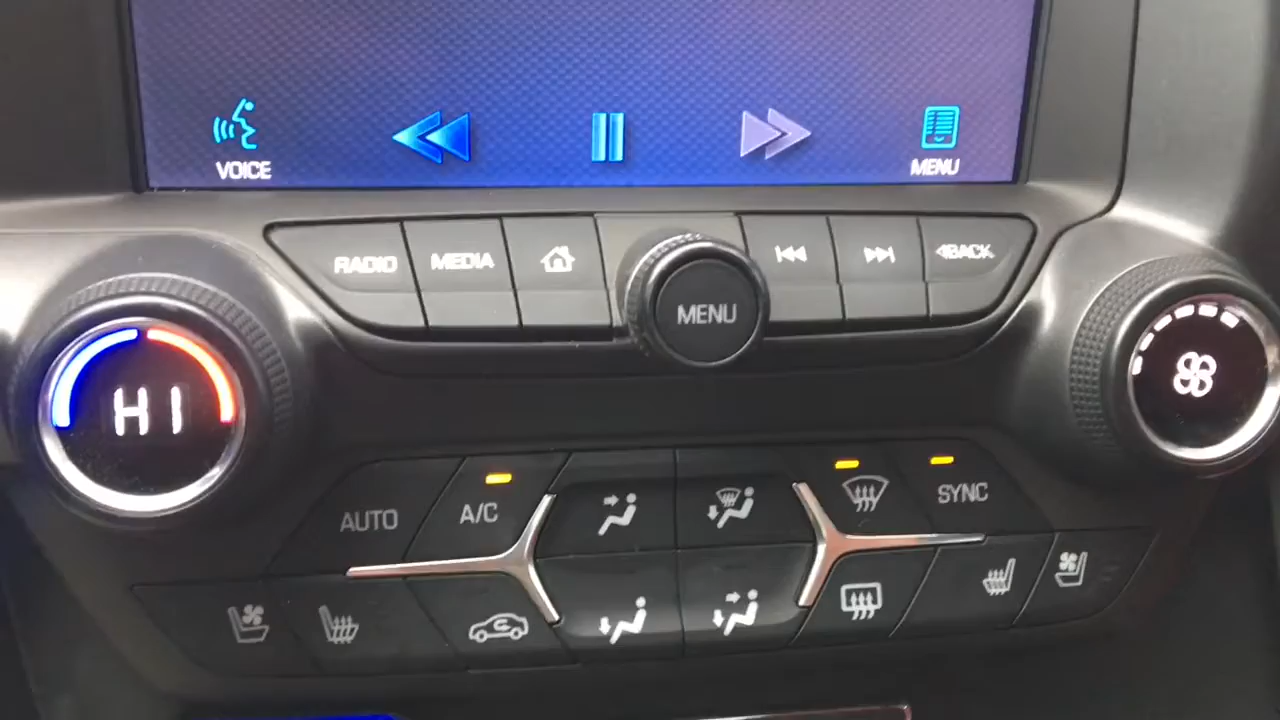 VOICE
MENU
RADIO
MEDIA
MENU
BACK
HI
AUTO
A/C
SYNC